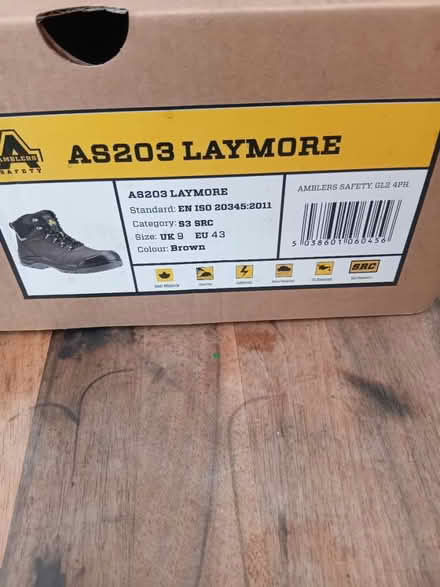 AMBLERS
SAFETY
AS203 LAYMORE
AS203 LAYMORE
Standard: EN ISO 20345:2011
Category: S3 SRC
Size: UK 9 EU 43
Colour: Brown
AMBLERS SAFETY, GL2 4PH
5 038601 060456
SRC